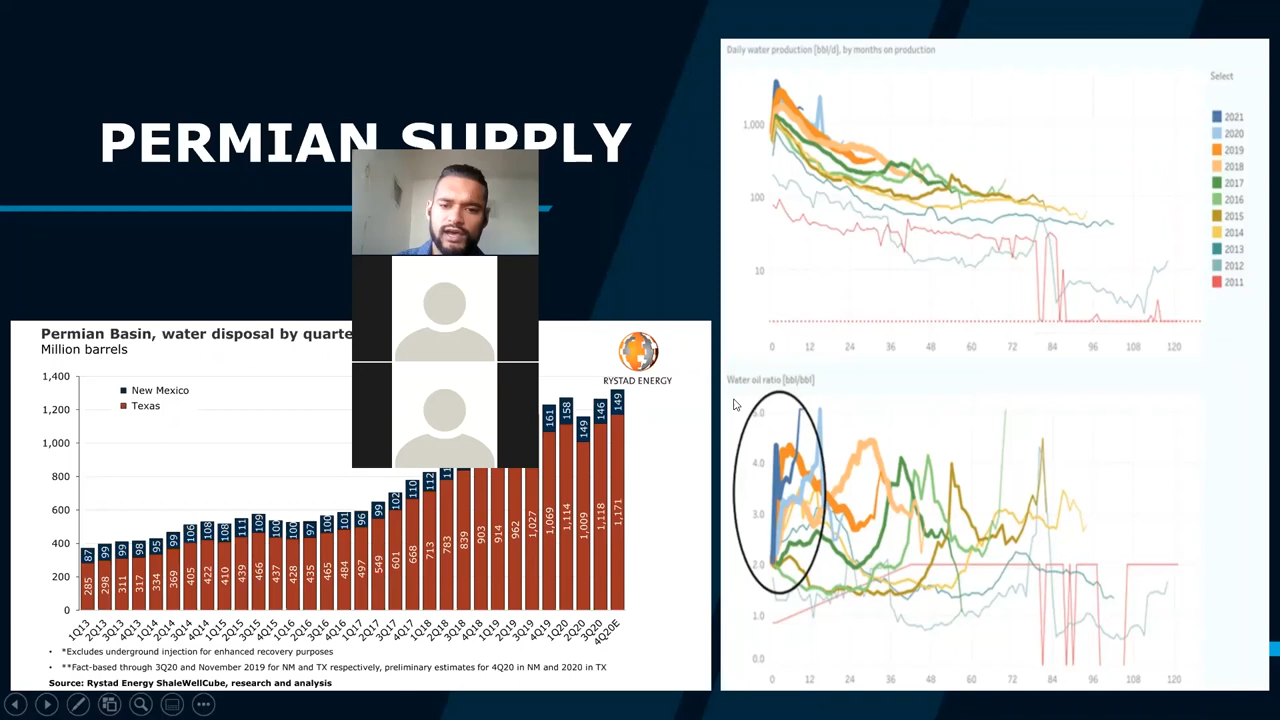 PERMIAN SUPPLY
Permian Basin, water disposal by quarte
Million barrels
RYSTAD ENERGY
New Mexico
Texas
1,400
1,200
1,000
800
600
400
200
0
87 99 99 98 95 99 106 108 108 111 109 100 100 97 100 101 96 99 102 110 112 11 161 158 149 146 149
285 298 311 317 334 369 405 422 410 439 466 437 428 435 465 484 497 549 601 668 713 783 839 903 914 962 1,027 1,069 1,114 1,009 1,118 1,171
1Q13 2Q13 3Q13 4Q13 1Q14 2Q14 3Q14 4Q14 1Q15 2Q15 3Q15 4Q15 1Q16 2Q16 3Q16 4Q16 1Q17 2Q17 3Q17 4Q17 1Q18 2Q18 3Q18 4Q18 1Q19 2Q19 3Q19 4Q19 1Q20 2Q20 3Q20 4Q20E
• *Excludes underground injection for enhanced recovery purposes
• **Fact-based through 3Q20 and November 2019 for NM and TX respectively, preliminary estimates for 4Q20 in NM and 2020 in TX
Source: Rystad Energy ShaleWellCube, research and analysis
Daily water production [bbl/d], by months on production
1,000
100
10
0 12 24 36 48 60 72 84 96 108 120
Select
2021
2020
2019
2018
2017
2016
2015
2014
2013
2012
2011
Water oil ratio [bbl/bbl]
5.0
4.0
3.0
2.0
1.0
0.0
0 12 24 36 48 60 72 84 96 108 120